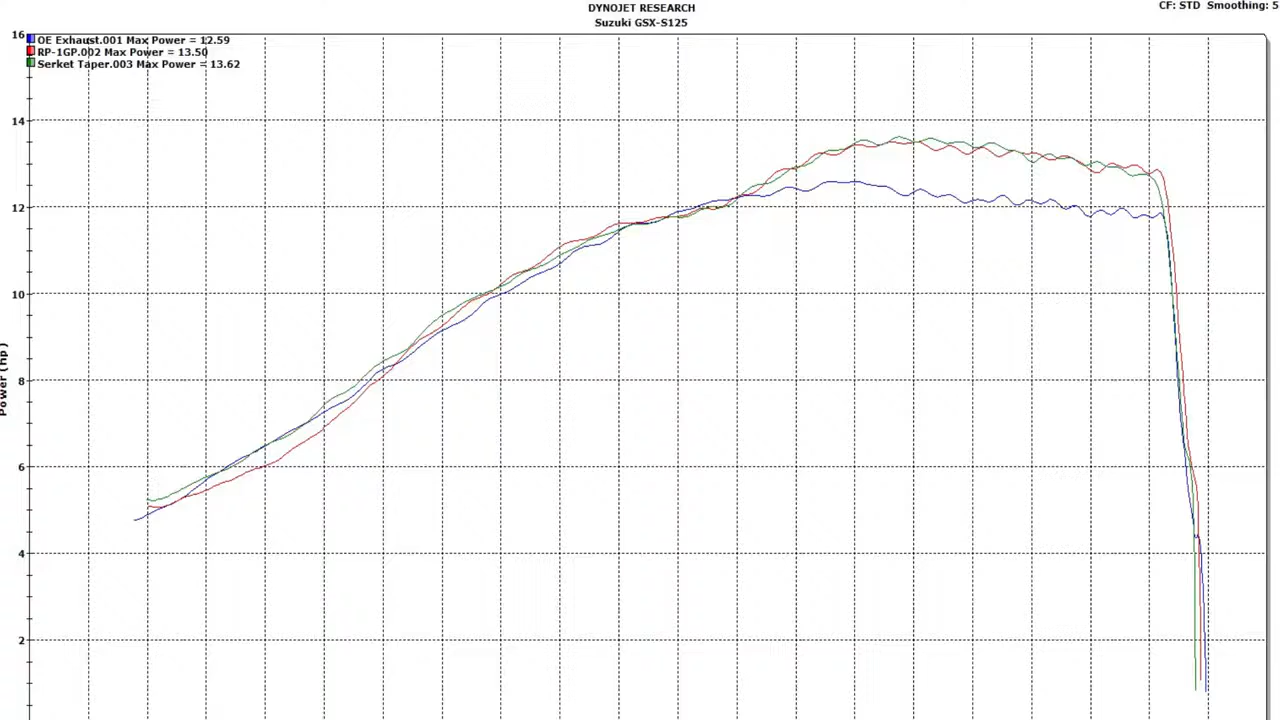 DYNOJET RESEARCH
CF: STD Smoothing: 5
Suzuki GSX-S125
OE Exhaust.001 Max Power = 12.59
RP-1GP.002 Max Power = 13.50
Serket Taper.003 Max Power = 13.62
16
14
12
10
8
Power (hp)
6
4
2